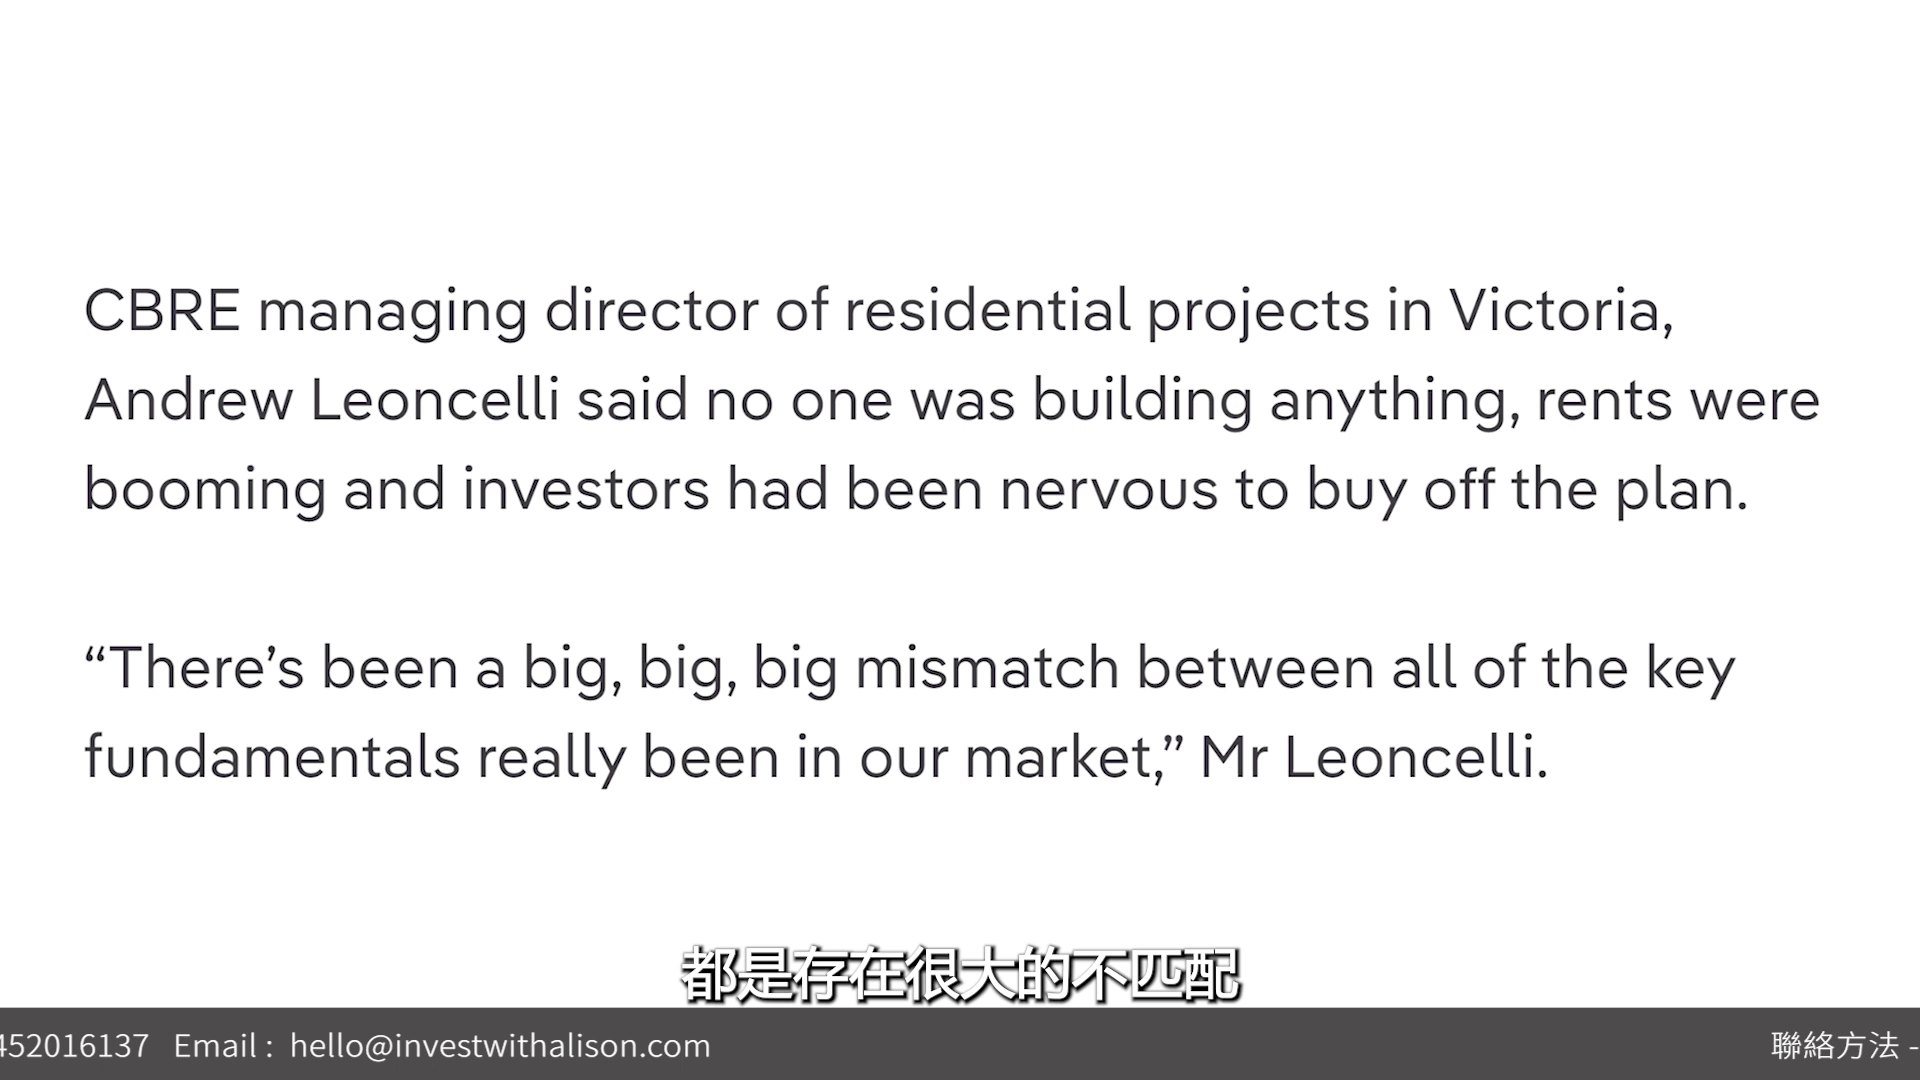 CBRE managing director of residential projects in Victoria,
Andrew Leoncelli said no one was building anything, rents were
booming and investors had been nervous to buy off the plan.
“There’s been a big, big, big mismatch between all of the key
fundamentals really been in our market,” Mr Leoncelli.
都是存在很大的不匹配
452016137 Email : hello@investwithalison.com 聯絡方法 -